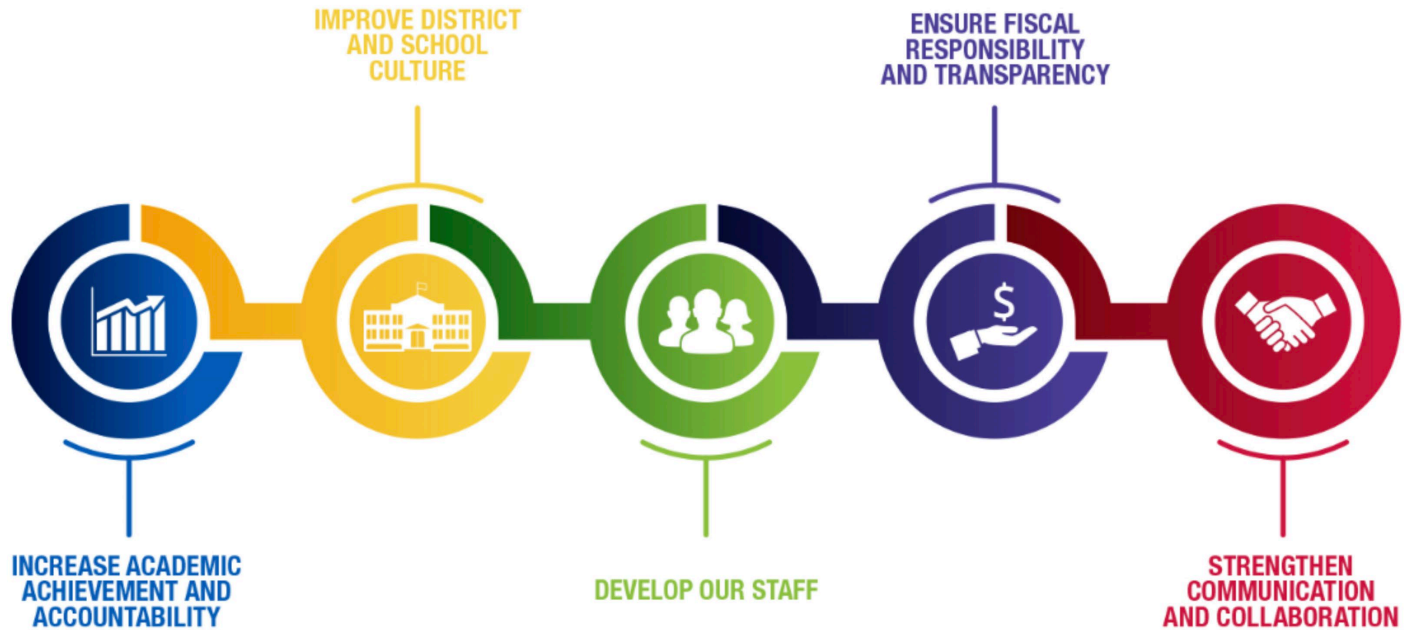 IMPROVE DISTRICT
AND SCHOOL
CULTURE
ENSURE FISCAL
RESPONSIBILITY
AND TRANSPARENCY
$
INCREASE ACADEMIC
ACHIEVEMENT AND
ACCOUNTABILITY
DEVELOP OUR STAFF
STRENGTHEN
COMMUNICATION
AND COLLABORATION